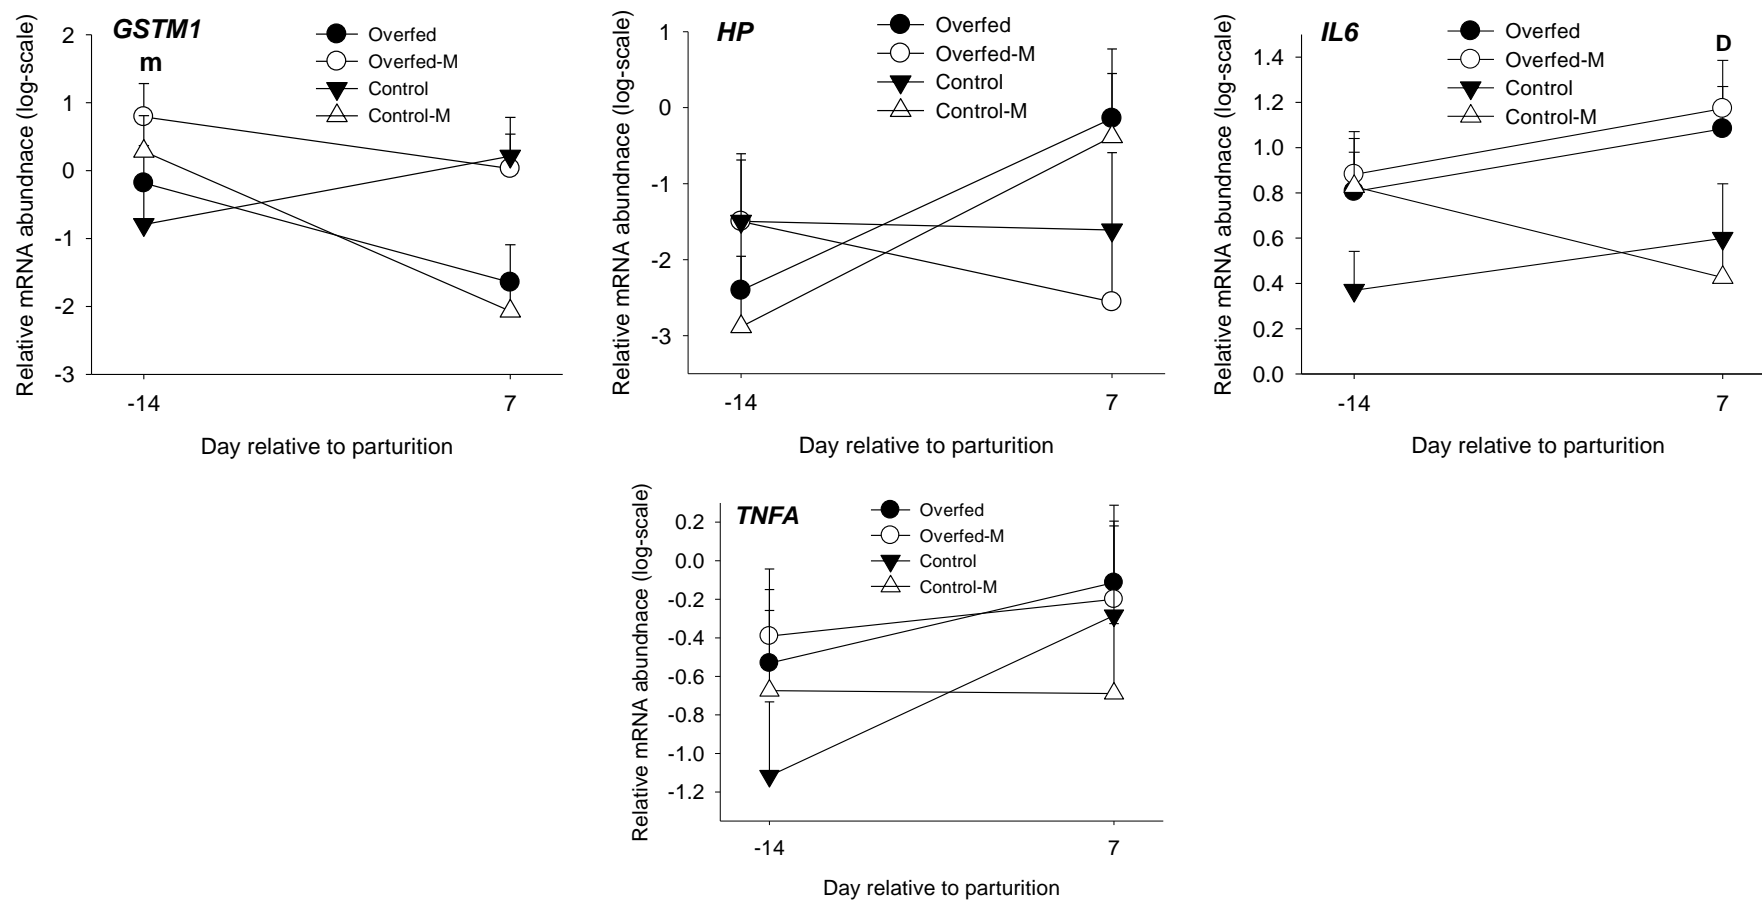 GSTM1
m
Overfed
Overfed-M
Control
Control-M
Relative mRNA abundnace (log-scale)
2
1
0
-1
-2
-3
-14
7
Day relative to parturition
HP
Overfed
Overfed-M
Control
Control-M
Relative mRNA abundnace (log-scale)
1
0
-1
-2
-3
-14
7
Day relative to parturition
IL6
D
Overfed
Overfed-M
Control
Control-M
Relative mRNA abundnace (log-scale)
1.4
1.2
1.0
0.8
0.6
0.4
0.2
0.0
-14
7
Day relative to parturition
TNFA
Overfed
Overfed-M
Control
Control-M
Relative mRNA abundnace (log-scale)
0.2
0.0
-0.2
-0.4
-0.6
-0.8
-1.0
-1.2
-14
7
Day relative to parturition